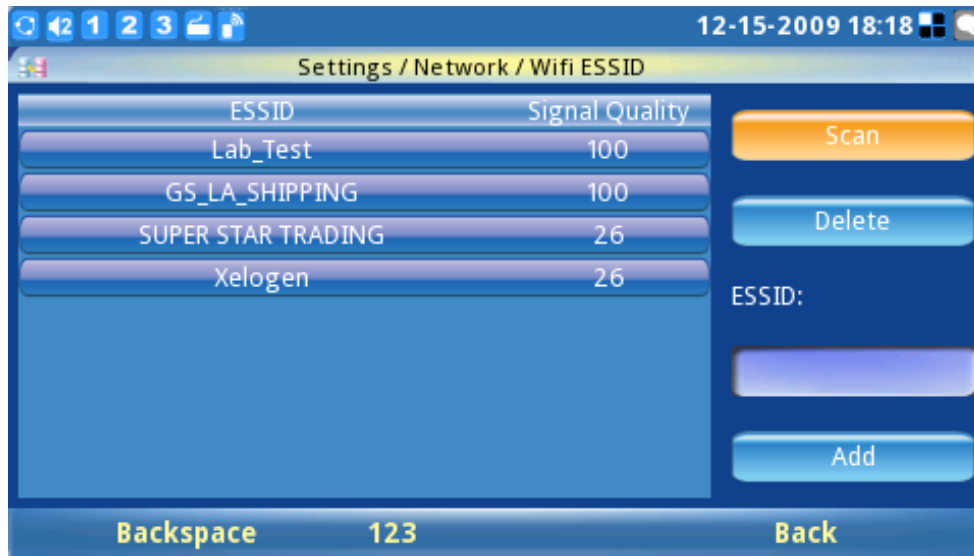 2 1 2 3 12-15-2009 18:18
Settings / Network / Wifi ESSID
ESSID Signal Quality
Lab_Test 100
GS_LA_SHIPPING 100
SUPER STAR TRADING 26
Xelogen 26
Scan
Delete
ESSID:
Add
Backspace 123 Back